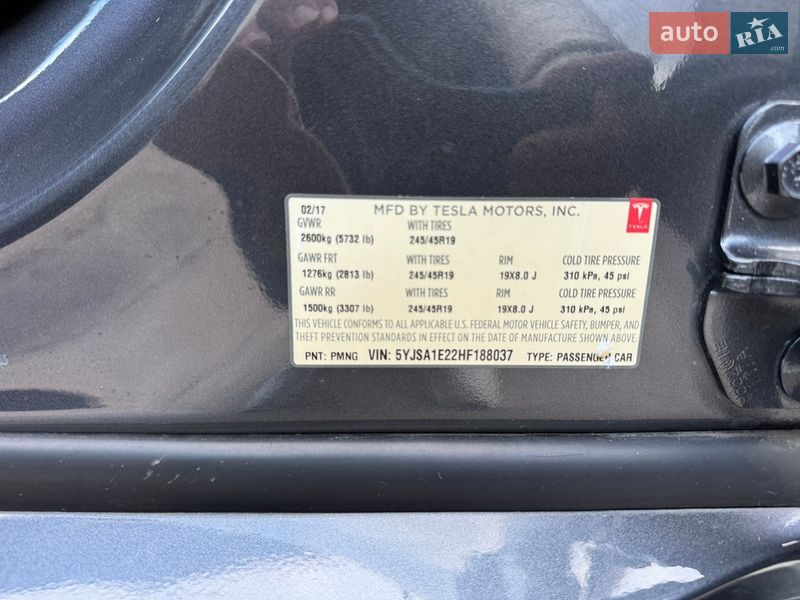 auto RIA .com
02/17 MFD BY TESLA MOTORS, INC. TESLA
GVWR WITH TIRES
2600kg (5732 lb) 245/45R19
GAWR FRT WITH TIRES RIM COLD TIRE PRESSURE
1276kg (2813 lb) 245/45R19 19X8.0 J 310 kPa, 45 psi
GAWR RR WITH TIRES RIM COLD TIRE PRESSURE
1500kg (3307 lb) 245/45R19 19X8.0 J 310 kPa, 45 psi
THIS VEHICLE CONFORMS TO ALL APPLICABLE U.S. FEDERAL MOTOR VEHICLE SAFETY, BUMPER, AND
THEFT PREVENTION STANDARDS IN EFFECT ON THE DATE OF MANUFACTURE SHOWN ABOVE.
PNT: PMNG VIN: 5YJSA1E22HF188037 TYPE: PASSENGER CAR